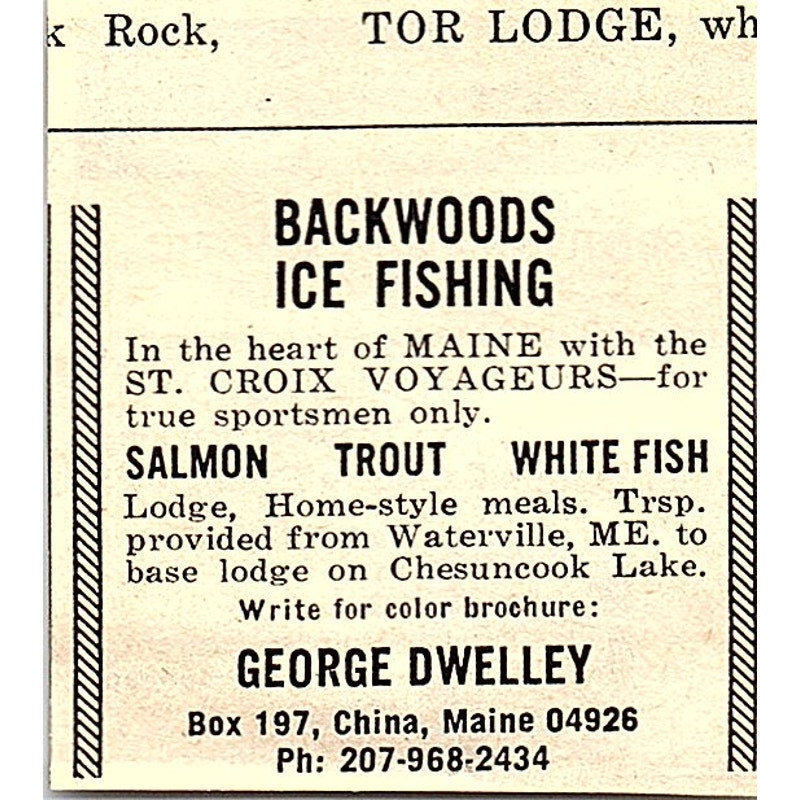 k Rock, TOR LODGE, wh
BACKWOODS
ICE FISHING
In the heart of MAINE with the
ST. CROIX VOYAGEURS—for
true sportsmen only.
SALMON TROUT WHITE FISH
Lodge, Home-style meals. Trsp.
provided from Waterville, ME. to
base lodge on Chesuncook Lake.
Write for color brochure:
GEORGE DWELLEY
Box 197, China, Maine 04926
Ph: 207-968-2434